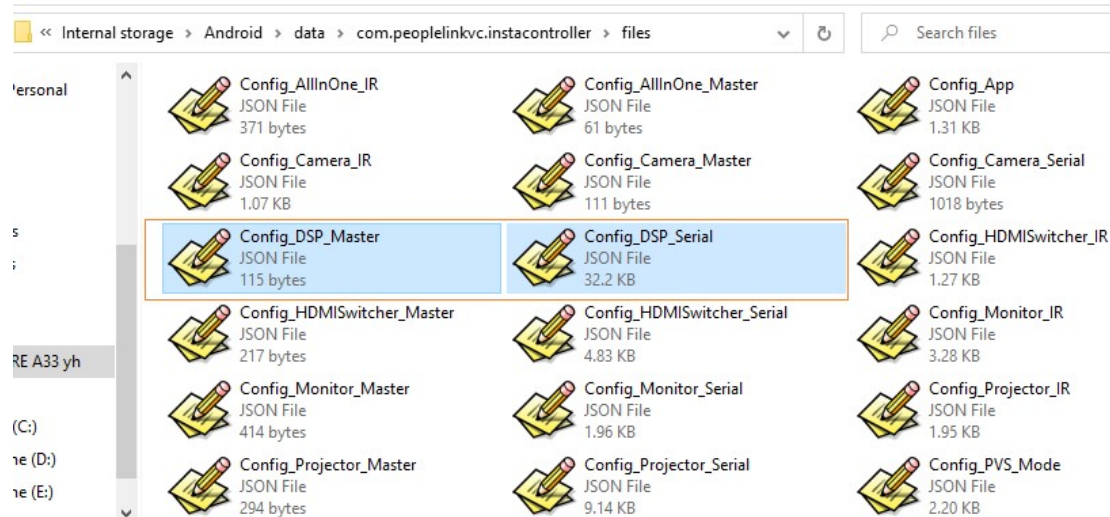 « Internal storage > Android > data > com.peoplelinkvc.instacontroller > files
Search files
Personal
RE A33 yh
(C:)
ne (D:)
ne (E:)
Config_AllInOne_IR
JSON File
371 bytes
Config_AllInOne_Master
JSON File
61 bytes
Config_App
JSON File
1.31 KB
Config_Camera_IR
JSON File
1.07 KB
Config_Camera_Master
JSON File
111 bytes
Config_Camera_Serial
JSON File
1018 bytes
Config_DSP_Master
JSON File
115 bytes
Config_DSP_Serial
JSON File
32.2 KB
Config_HDMISwitcher_IR
JSON File
1.27 KB
Config_HDMISwitcher_Master
JSON File
217 bytes
Config_HDMISwitcher_Serial
JSON File
4.83 KB
Config_Monitor_IR
JSON File
3.28 KB
Config_Monitor_Master
JSON File
414 bytes
Config_Monitor_Serial
JSON File
1.96 KB
Config_Projector_IR
JSON File
1.95 KB
Config_Projector_Master
JSON File
294 bytes
Config_Projector_Serial
JSON File
9.14 KB
Config_PVS_Mode
JSON File
2.20 KB